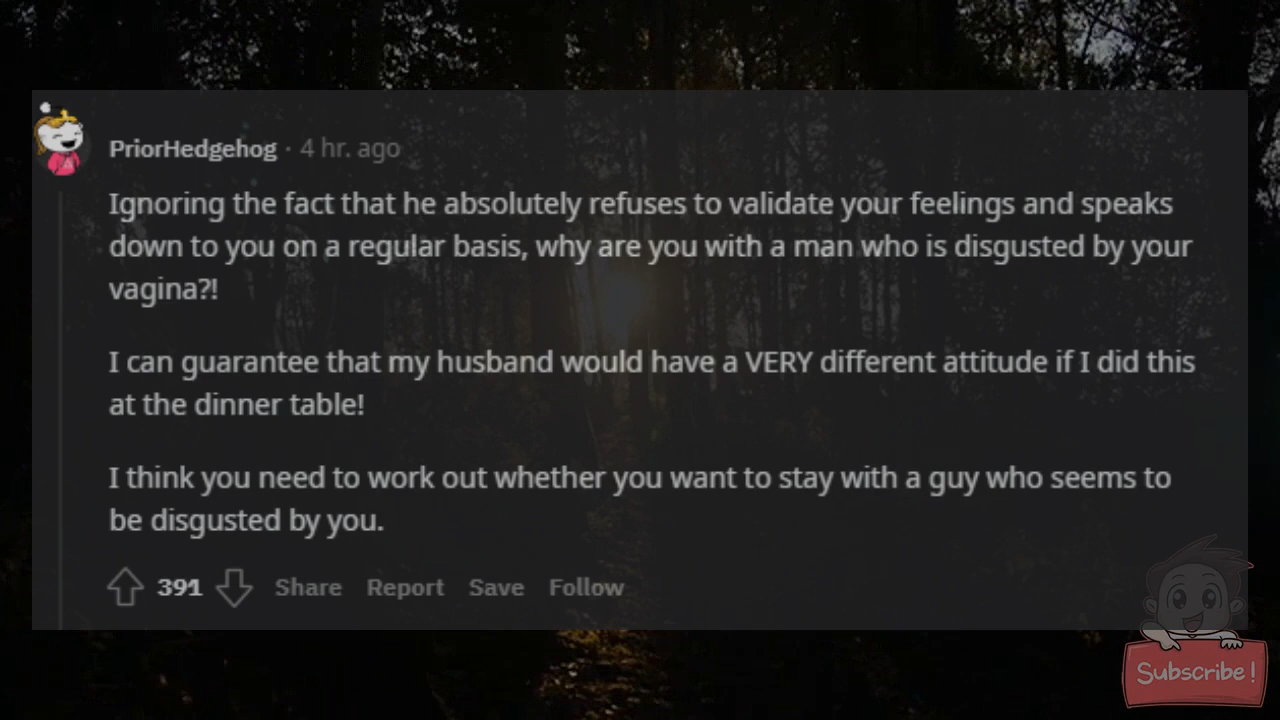 PriorHedgehog · 4 hr. ago
Ignoring the fact that he absolutely refuses to validate your feelings and speaks
down to you on a regular basis, why are you with a man who is disgusted by your
vagina?!
I can guarantee that my husband would have a VERY different attitude if I did this
at the dinner table!
I think you need to work out whether you want to stay with a guy who seems to
be disgusted by you.
391 Share Report Save Follow
Subscribe!